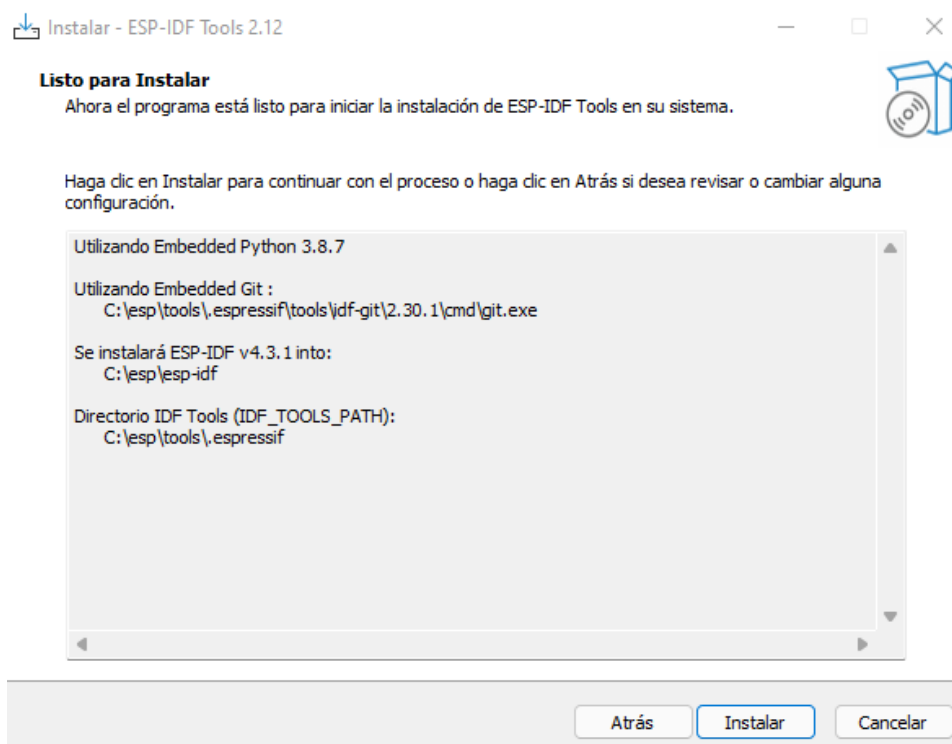 Instalar - ESP-IDF Tools 2.12
Listo para Instalar
Ahora el programa está listo para iniciar la instalación de ESP-IDF Tools en su sistema.
Haga clic en Instalar para continuar con el proceso o haga clic en Atrás si desea revisar o cambiar alguna
configuración.
Utilizando Embedded Python 3.8.7
Utilizando Embedded Git :
C:\esp\tools\.espressif\tools\idf-git\2.30.1\cmd\git.exe
Se instalará ESP-IDF v4.3.1 into:
C:\esp\esp-idf
Directorio IDF Tools (IDF_TOOLS_PATH):
C:\esp\tools\.espressif
Atrás
Instalar
Cancelar